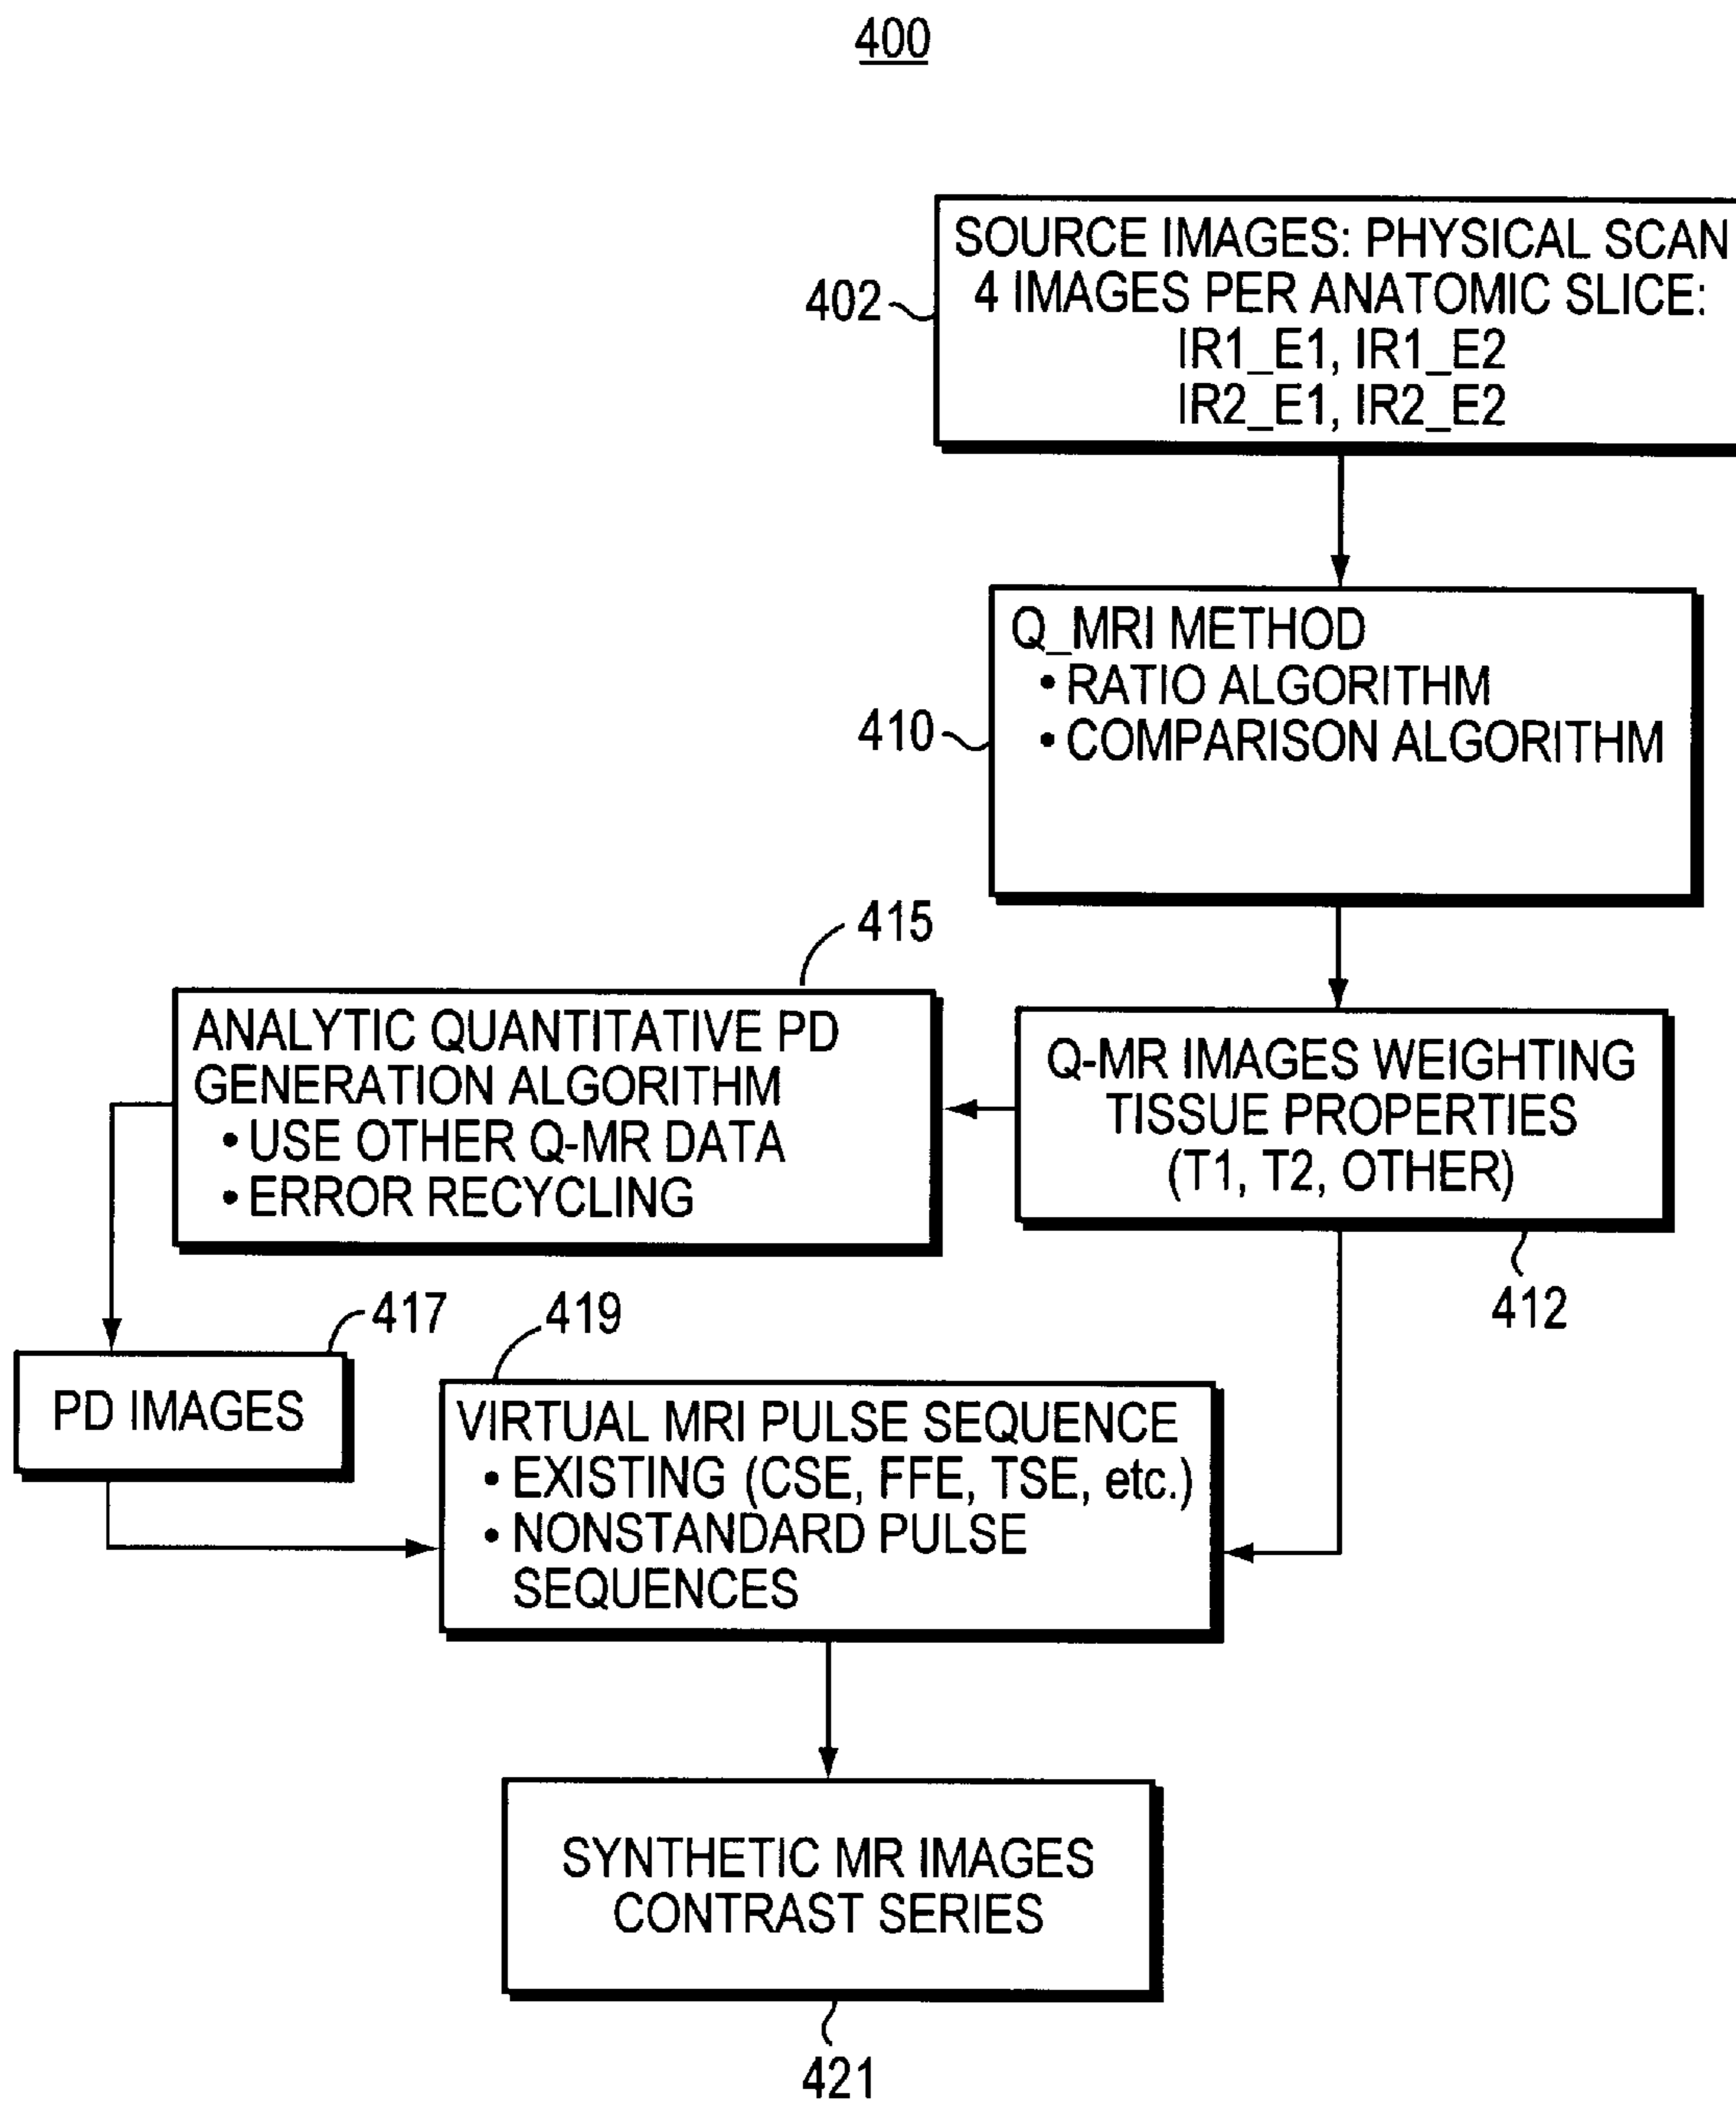 400
SOURCE IMAGES: PHYSICAL SCAN
4 IMAGES PER ANATOMIC SLICE:
IR1_E1, IR1_E2
IR2_E1, IR2_E2
402
Q_MRI METHOD
• RATIO ALGORITHM
• COMPARISON ALGORITHM
410
415
ANALYTIC QUANTITATIVE PD
GENERATION ALGORITHM
• USE OTHER Q-MR DATA
• ERROR RECYCLING
Q-MR IMAGES WEIGHTING
TISSUE PROPERTIES
(T1, T2, OTHER)
412
417
PD IMAGES
419
VIRTUAL MRI PULSE SEQUENCE
• EXISTING (CSE, FFE, TSE, etc.)
• NONSTANDARD PULSE
SEQUENCES
SYNTHETIC MR IMAGES
CONTRAST SERIES
421